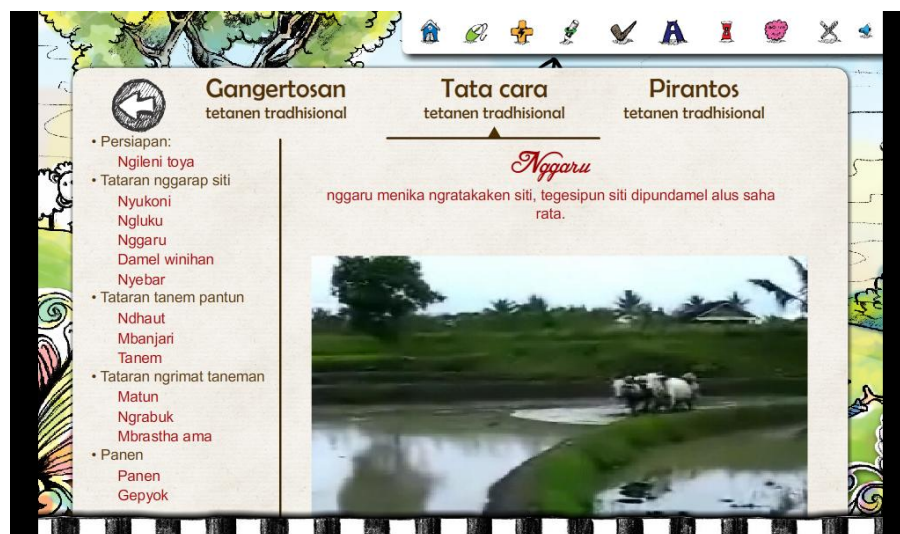 Gangertosan
tetanen tradhisional
Tata cara
tetanen tradhisional
Pirantos
tetanen tradhisional
• Persiapan:
Ngileni toya
• Tataran nggarap siti
Nyukoni
Ngluku
Nggaru
Damel winihan
Nyebar
• Tataran tanem pantun
Ndhaut
Mbanjari
Tanem
• Tataran ngrimat taneman
Matun
Ngrabuk
Mbrastha ama
• Panen
Panen
Gepyok
Nggaru
nggaru menika ngratakaken siti, tegesipun siti dipundamel alus saha
rata.